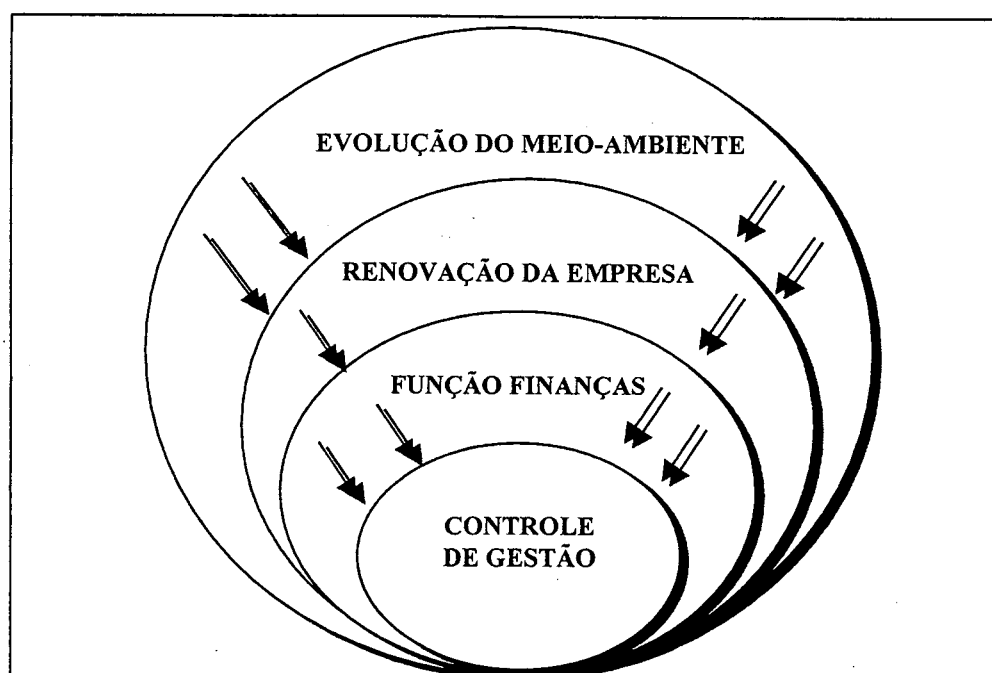 EVOLUÇÃO DO MEIO-AMBIENTE
RENOVAÇÃO DA EMPRESA
FUNÇÃO FINANÇAS
CONTROLE
DE GESTÃO